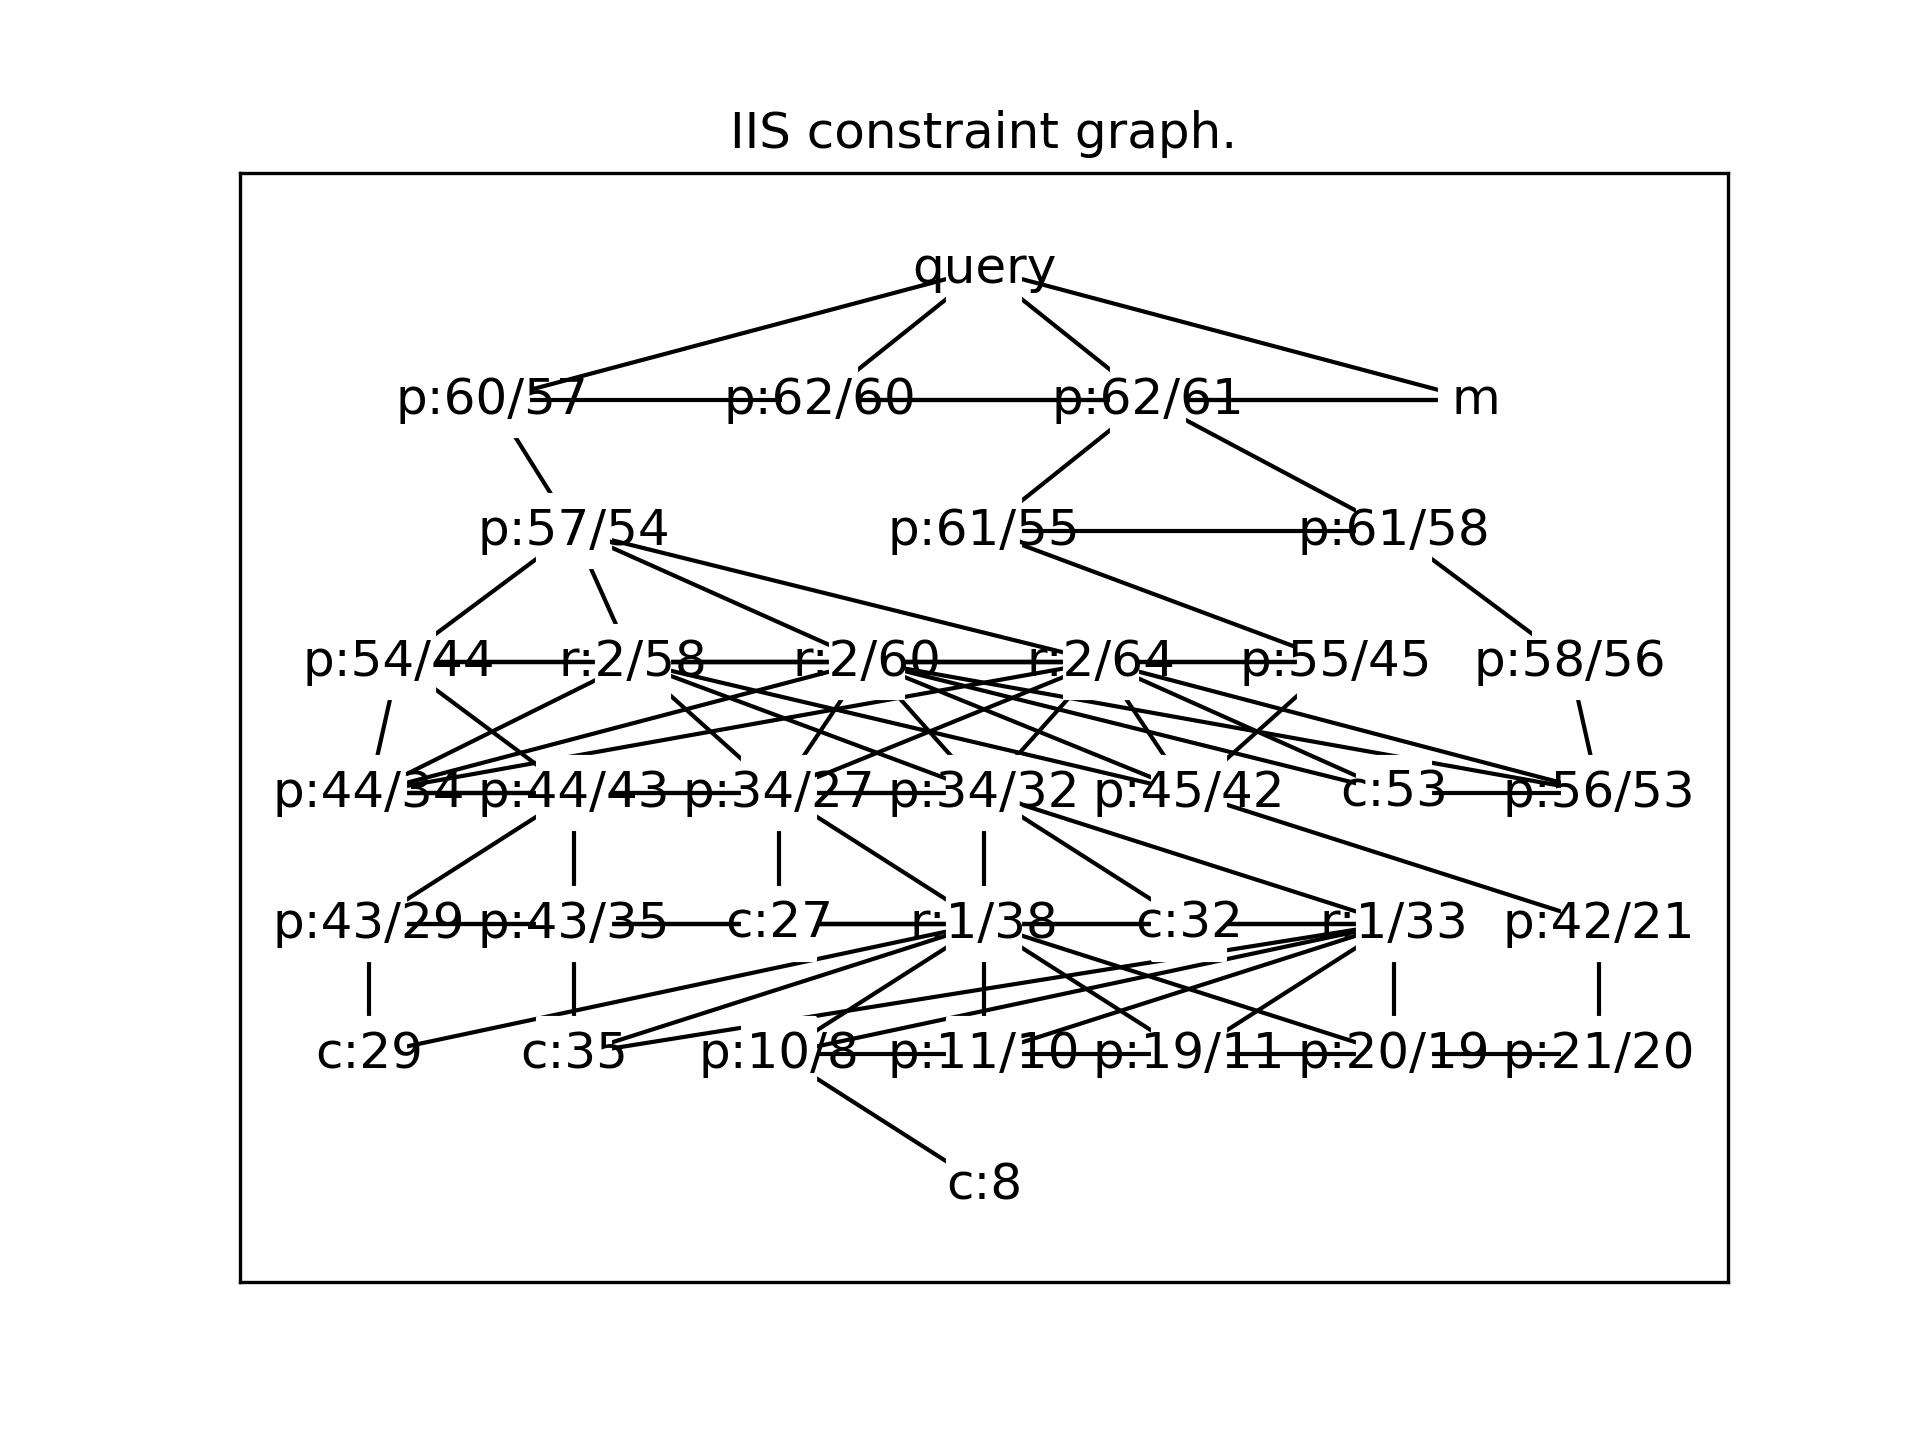 IIS constraint graph.
query
p:60/57 p:62/60 p:62/61 m
p:57/54 p:61/55 p:61/58
p:54/44 r:2/58 r:2/60 r:2/64 p:55/45 p:58/56
p:44/34 p:44/43 p:34/27 p:34/32 p:45/42 c:53 p:56/53
p:43/29 p:43/35 c:27 r:1/38 c:32 r:1/33 p:42/21
c:29 c:35 p:10/8 p:11/10 p:19/11 p:20/19 p:21/20
c:8